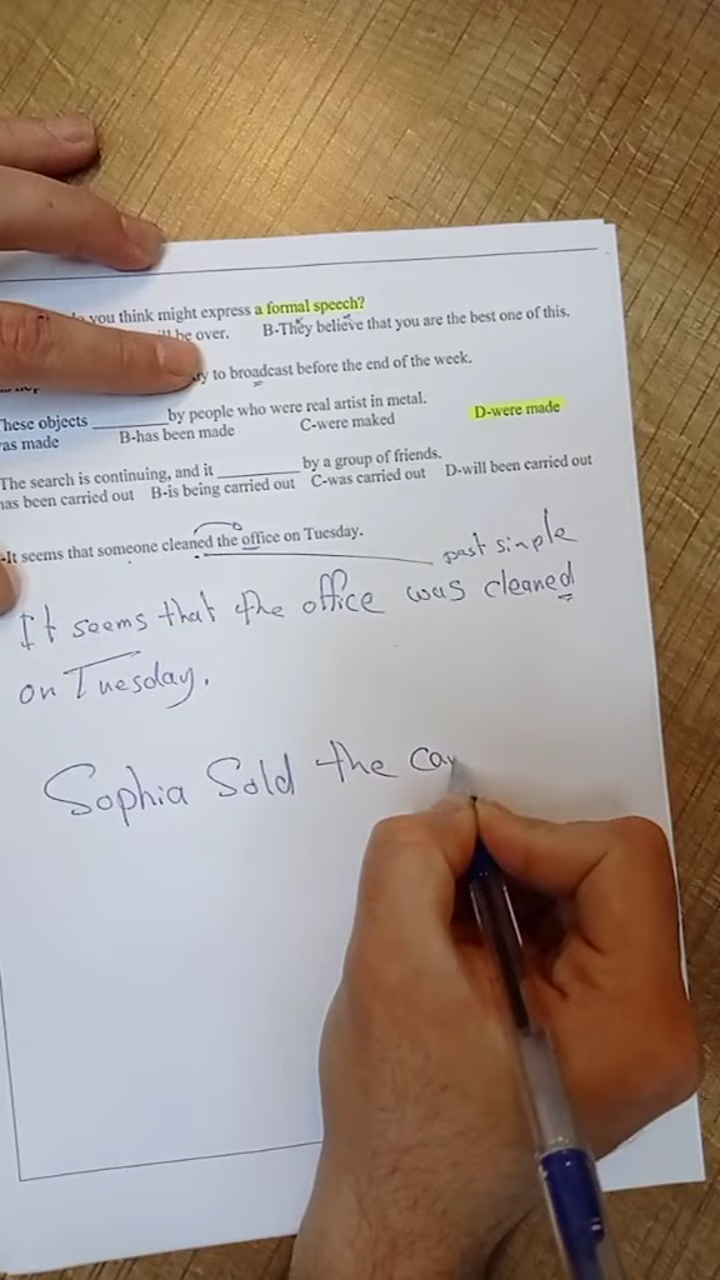 you think might express a formal speech?
be over. B-They believe that you are the best one of this.
to broadcast before the end of the week.
These objects ________ by people who were real artist in metal.
as made B-has been made C-were maked D-were made
The search is continuing, and it ________ by a group of friends.
has been carried out B-is being carried out C-was carried out D-will been carried out
-It seems that someone cleaned the office on Tuesday.
past simple
It seems that the office was cleaned
on Tuesday.
Sophia Sold the car